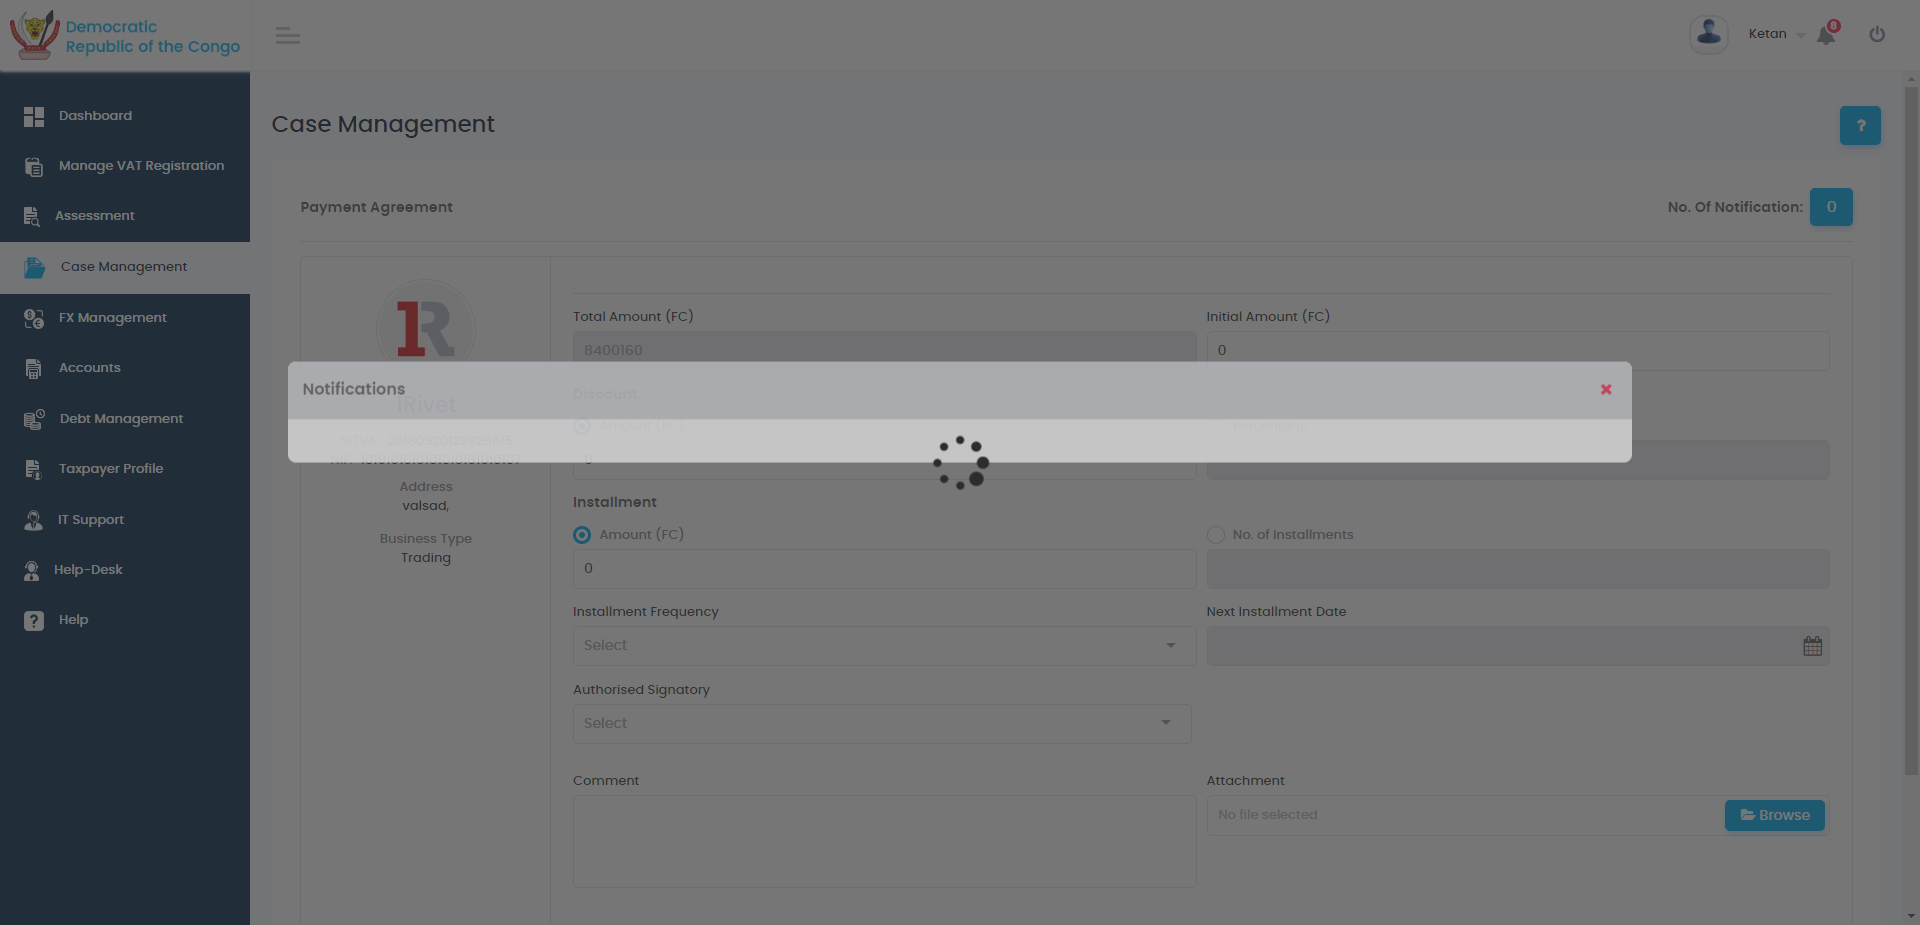 Democratic
Republic of the Congo
Ketan
8
Dashboard
Manage VAT Registration
Assessment
Case Management
FX Management
Accounts
Debt Management
Taxpayer Profile
IT Support
Help-Desk
Help
Case Management
?
Payment Agreement
No. Of Notification: 0
1R
iRivet
Address
valsad,
Business Type
Trading
Total Amount (FC)
Initial Amount (FC)
8400160
0
Notifications
Discount
Amount (FC)
Percentage
0
Installment
Amount (FC)
No. of Installments
0
Installment Frequency
Next Installment Date
Select
Authorised Signatory
Select
Comment
Attachment
No file selected
Browse